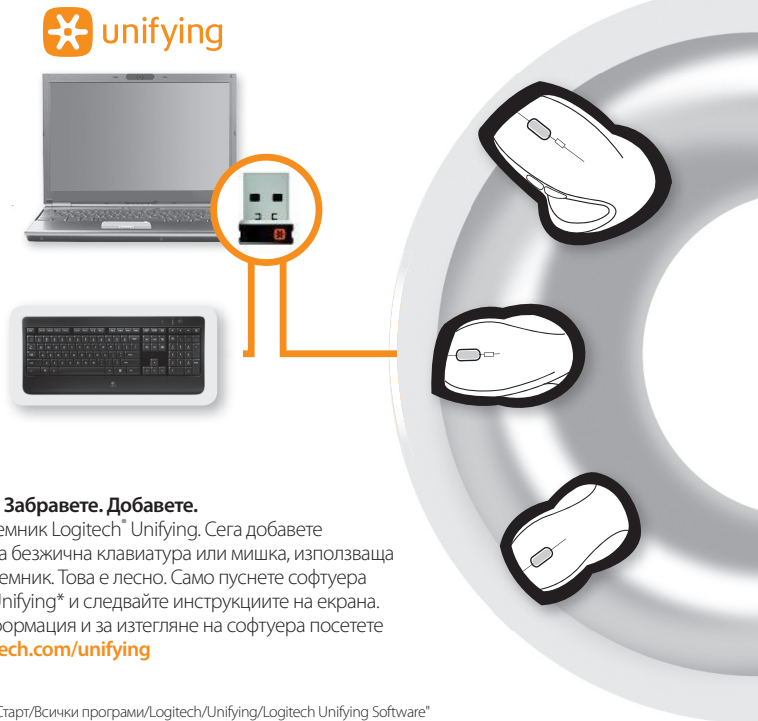 unifying
Забравете. Добавете.
емник Logitech® Unifying. Сега добавете
а безжична клавиатура или мишка, използваща
емник. Това е лесно. Само пуснете софтуера
Unifying* и следвайте инструкциите на екрана.
формация и за изтегляне на софтуера посетете
tech.com/unifying
Старт/Всички програми/Logitech/Unifying/Logitech Unifying Software"